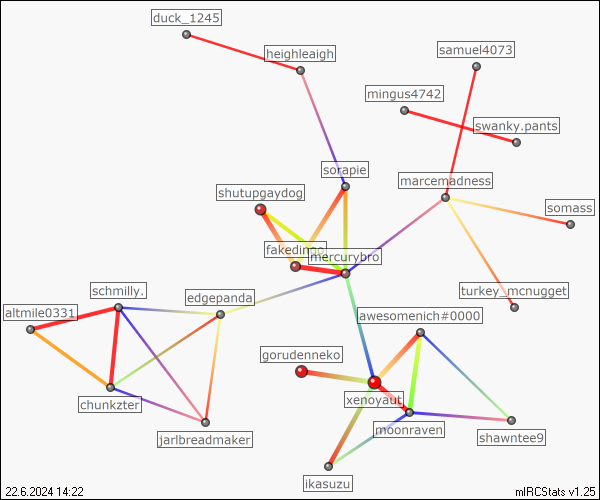 duck_1245
heighleaigh
samuel4073
mingus4742
swanky.pants
sorapie
marcemadness
shutupgaydog
somass
fakedingo
mercurybro
schmilly.
edgepanda
turkey_mcnugget
altmile0331
awesomenich#0000
gorudenneko
xenoyaut
chunkzter
moonraven
jarlbreadmaker
shawntee9
ikasuzu
22.6.2024 14:22
mIRCStats v1.25